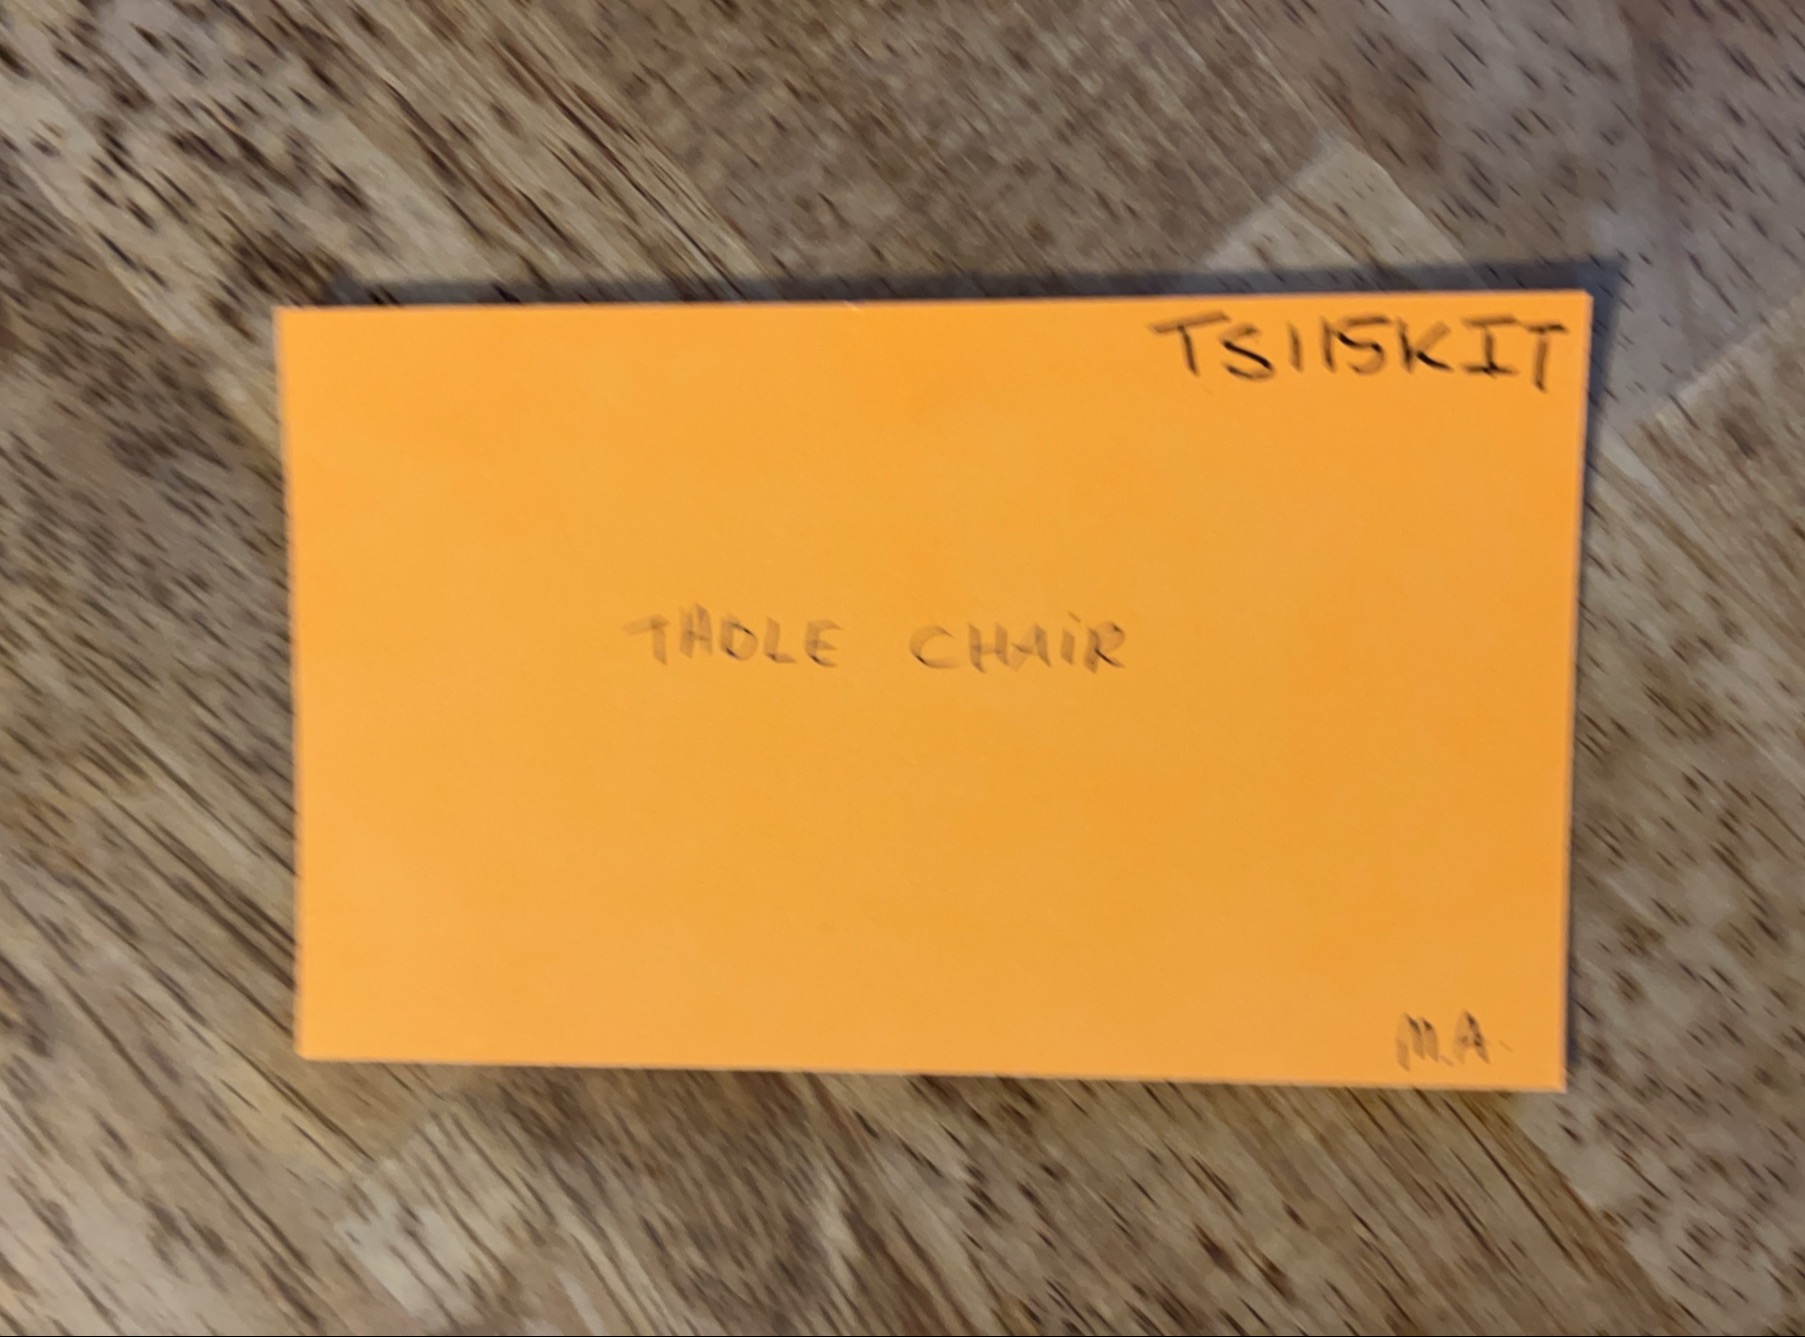 TS115KIT
TABLE CHAiR
M.A.